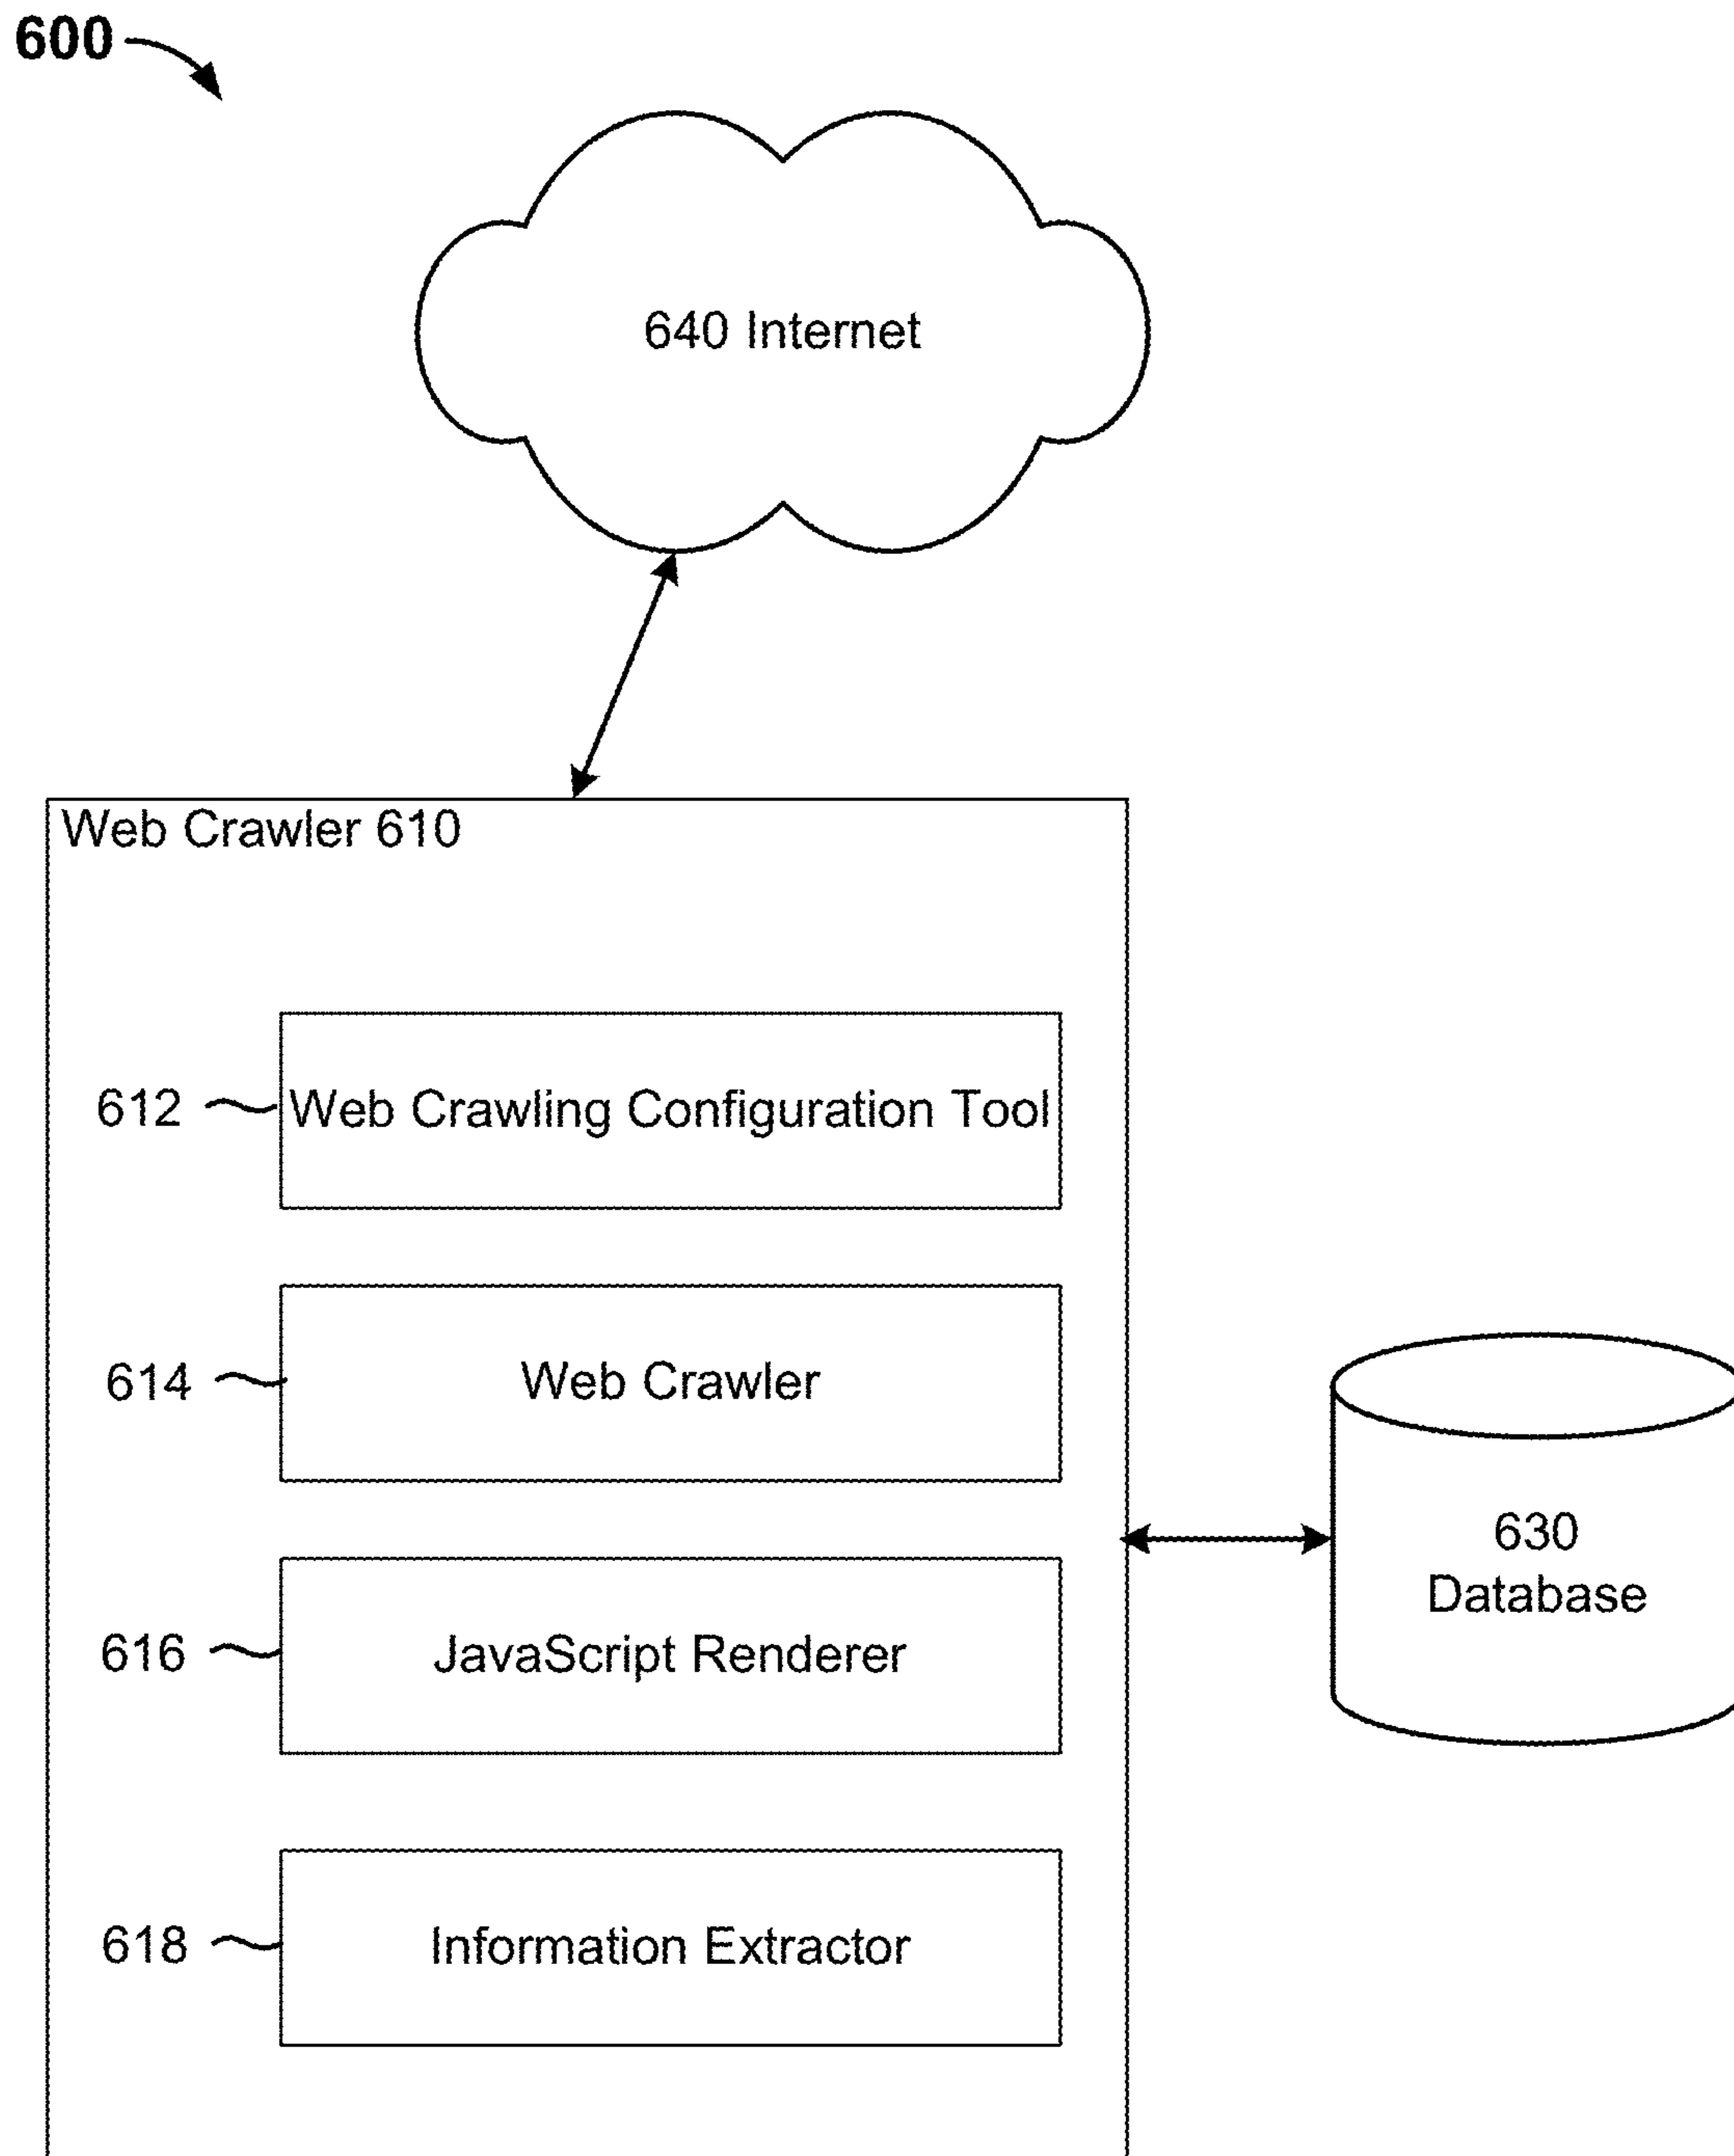 600
640 Internet
Web Crawler 610
612 Web Crawling Configuration Tool
614 Web Crawler
616 JavaScript Renderer
630
Database
618 Information Extractor